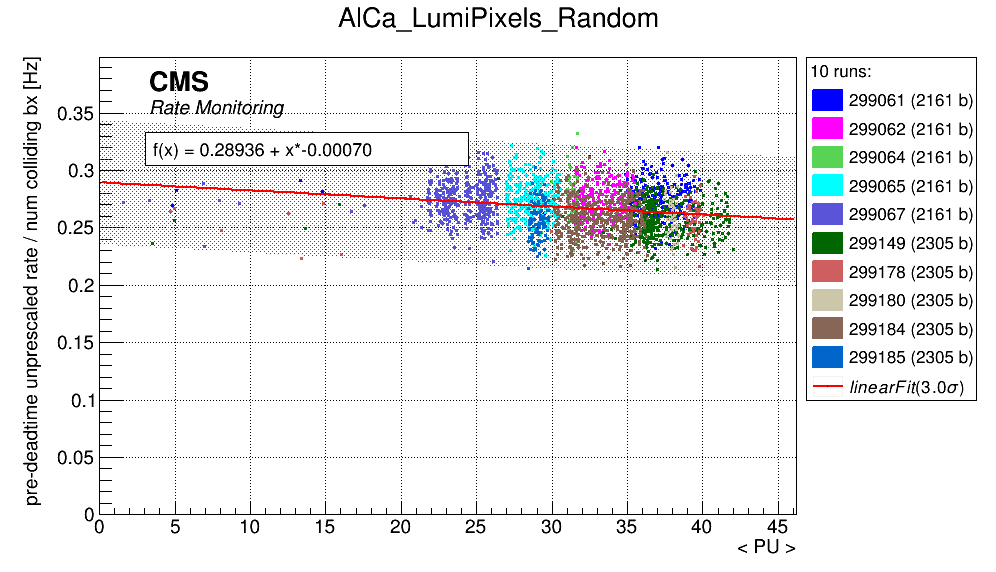 AlCa_LumiPixels_Random
pre-deadtime unprescaled rate / num colliding bx [Hz]
CMS
Rate Monitoring
f(x) = 0.28936 + x*-0.00070
0.35
0.3
0.25
0.2
0.15
0.1
0.05
0
0 5 10 15 20 25 30 35 40 45
< PU >
10 runs:
299061 (2161 b)
299062 (2161 b)
299064 (2161 b)
299065 (2161 b)
299067 (2161 b)
299149 (2305 b)
299178 (2305 b)
299180 (2305 b)
299184 (2305 b)
299185 (2305 b)
linearFit(3.0σ)